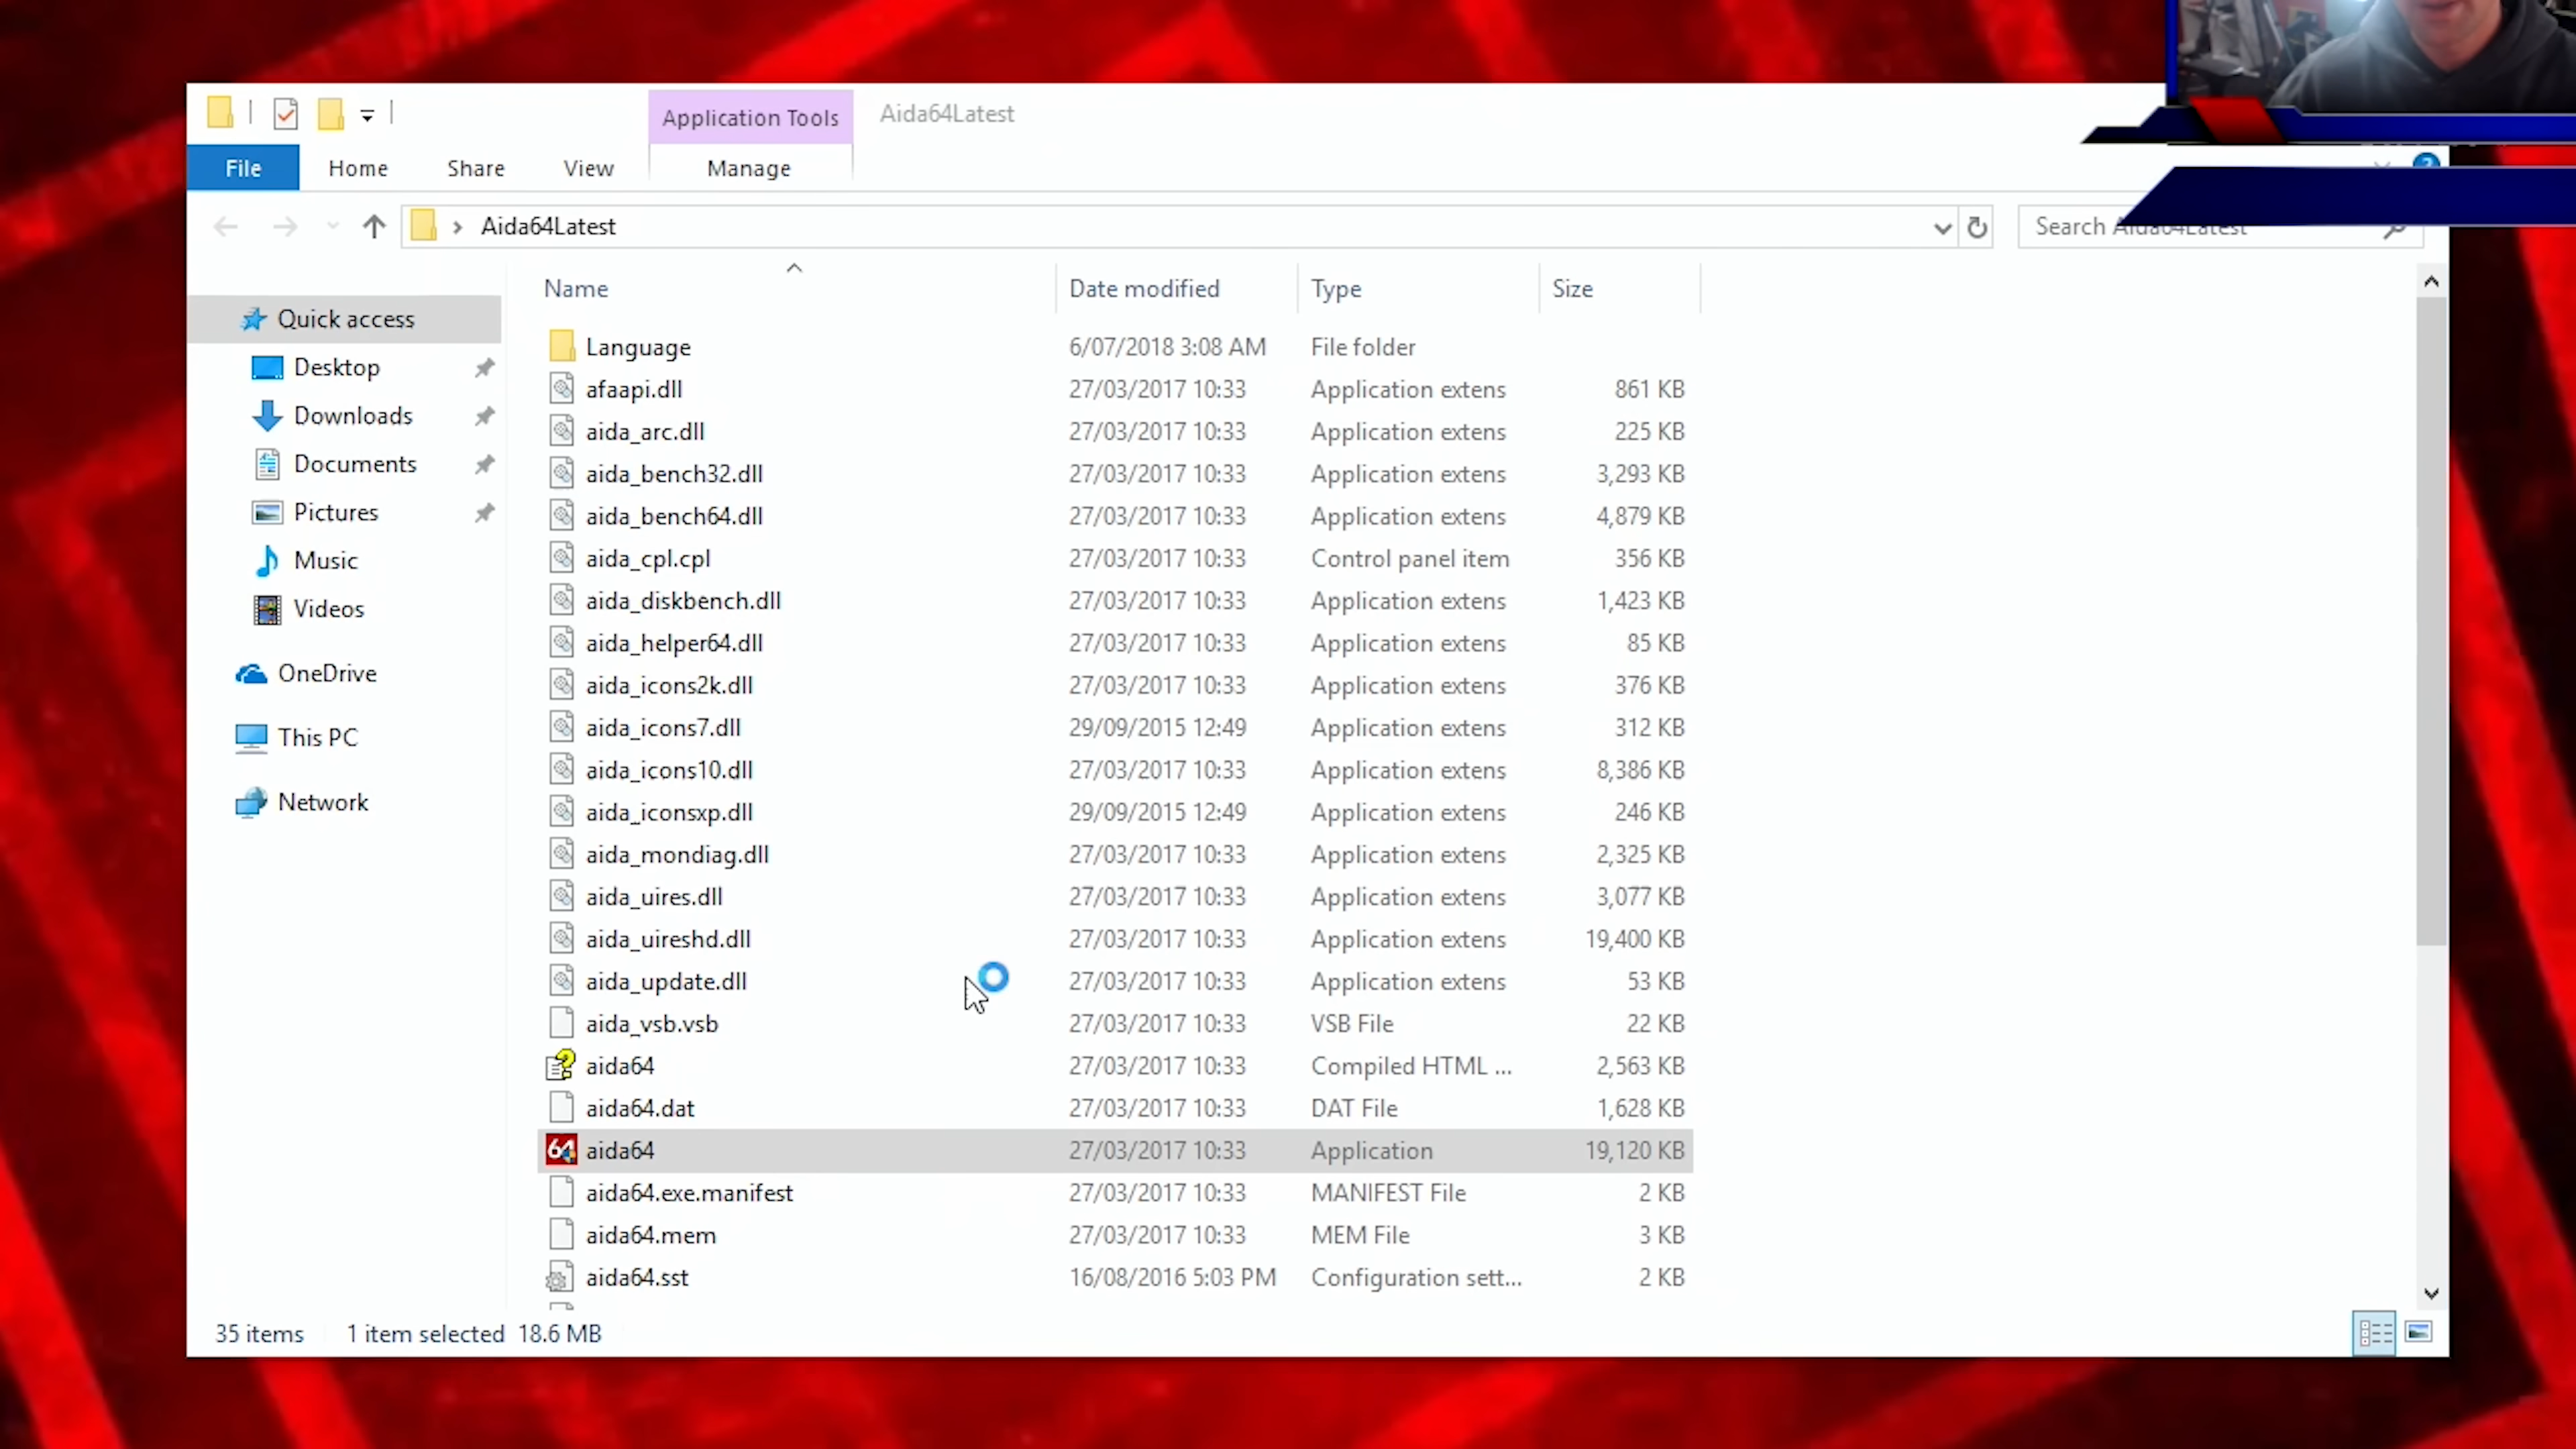 Application Tools Aida64Latest
File Home Share View Manage
Aida64Latest Search Aida64Latest
Name Date modified Type Size
Quick access
Desktop
Downloads
Documents
Pictures
Music
Videos
OneDrive
This PC
Network
Language 6/07/2018 3:08 AM File folder
afaapi.dll 27/03/2017 10:33 Application extens 861 KB
aida_arc.dll 27/03/2017 10:33 Application extens 225 KB
aida_bench32.dll 27/03/2017 10:33 Application extens 3,293 KB
aida_bench64.dll 27/03/2017 10:33 Application extens 4,879 KB
aida_cpl.cpl 27/03/2017 10:33 Control panel item 356 KB
aida_diskbench.dll 27/03/2017 10:33 Application extens 1,423 KB
aida_helper64.dll 27/03/2017 10:33 Application extens 85 KB
aida_icons2k.dll 27/03/2017 10:33 Application extens 376 KB
aida_icons7.dll 29/09/2015 12:49 Application extens 312 KB
aida_icons10.dll 27/03/2017 10:33 Application extens 8,386 KB
aida_iconsxp.dll 29/09/2015 12:49 Application extens 246 KB
aida_mondiag.dll 27/03/2017 10:33 Application extens 2,325 KB
aida_uires.dll 27/03/2017 10:33 Application extens 3,077 KB
aida_uireshd.dll 27/03/2017 10:33 Application extens 19,400 KB
aida_update.dll 27/03/2017 10:33 Application extens 53 KB
aida_vsb.vsb 27/03/2017 10:33 VSB File 22 KB
aida64 27/03/2017 10:33 Compiled HTML ... 2,563 KB
aida64.dat 27/03/2017 10:33 DAT File 1,628 KB
64 aida64 27/03/2017 10:33 Application 19,120 KB
aida64.exe.manifest 27/03/2017 10:33 MANIFEST File 2 KB
aida64.mem 27/03/2017 10:33 MEM File 3 KB
aida64.sst 16/08/2016 5:03 PM Configuration sett... 2 KB
35 items 1 item selected 18.6 MB